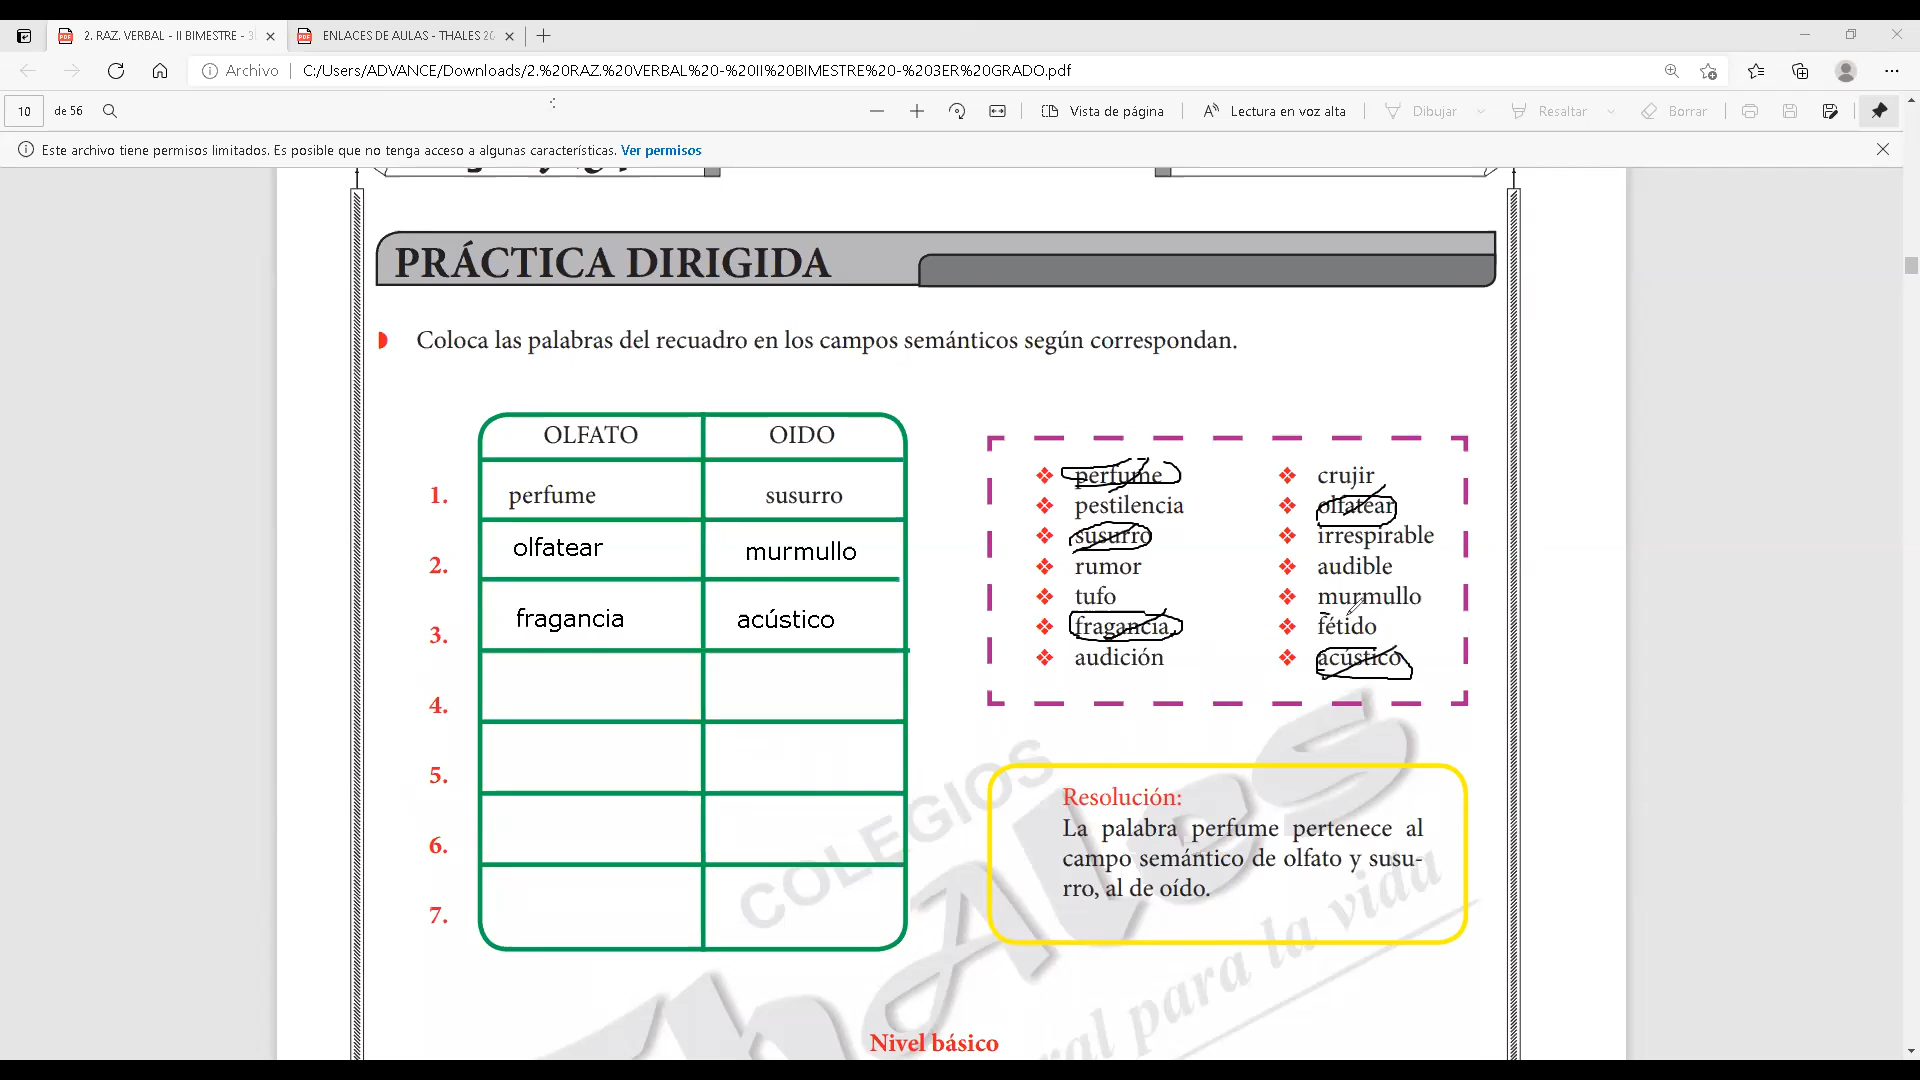 2. RAZ. VERBAL - II BIMESTRE - 3
ENLACES DE AULAS - THALES 20
Archivo
C:/Users/ADVANCE/Downloads/2.%20RAZ.%20VERBAL%20-%20II%20BIMESTRE%20-%203ER%20GRADO.pdf
10 de 56
Vista de página
Lectura en voz alta
Dibujar
Resaltar
Borrar
Este archivo tiene permisos limitados. Es posible que no tenga acceso a algunas características. Ver permisos
PRÁCTICA DIRIGIDA
Coloca las palabras del recuadro en los campos semánticos según correspondan.
OLFATO OIDO
1. perfume susurro
2. olfatear murmullo
3. fragancia acústico
4.
5.
6.
7.
perfume
pestilencia
susurro
rumor
tufo
fragancia
audición
crujir
olfatear
irrespirable
audible
murmullo
fétido
acústico
Resolución:
La palabra perfume pertenece al
campo semántico de olfato y susu-
rro, al de oído.
COLEGIOS
THALES
ral para la vida
Nivel básico